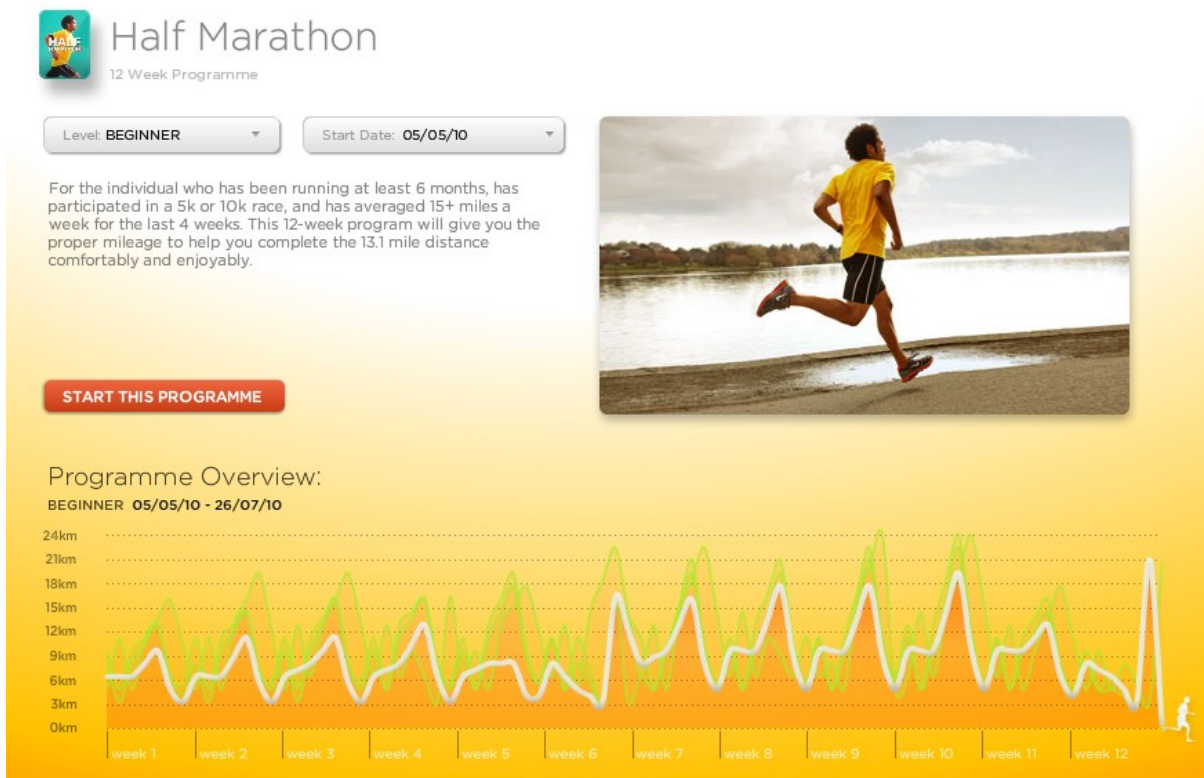 HALF
MARATHON
Half Marathon
12 Week Programme
Level: BEGINNER
Start Date: 05/05/10
For the individual who has been running at least 6 months, has
participated in a 5k or 10k race, and has averaged 15+ miles a
week for the last 4 weeks. This 12-week program will give you the
proper mileage to help you complete the 13.1 mile distance
comfortably and enjoyably.
START THIS PROGRAMME
Programme Overview:
BEGINNER 05/05/10 - 26/07/10
24km
21km
18km
15km
12km
9km
6km
3km
0km
week 1 week 2 week 3 week 4 week 5 week 6 week 7 week 8 week 9 week 10 week 11 week 12